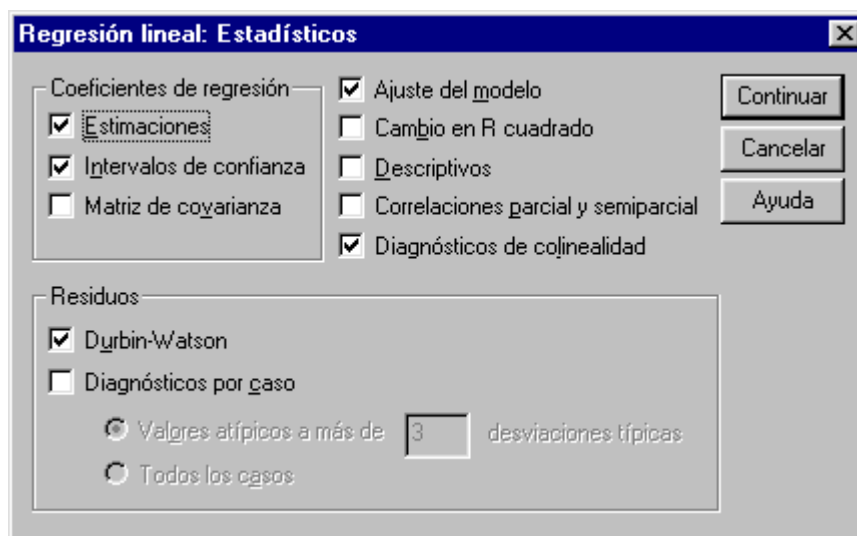 Regresión lineal: Estadísticos
Coeficientes de regresión
Estimaciones
Intervalos de confianza
Matriz de covarianza
Ajuste del modelo
Cambio en R cuadrado
Descriptivos
Correlaciones parcial y semiparcial
Diagnósticos de colinealidad
Continuar
Cancelar
Ayuda
Residuos
Durbin-Watson
Diagnósticos por caso
Valores atípicos a más de 3 desviaciones típicas
Todos los casos